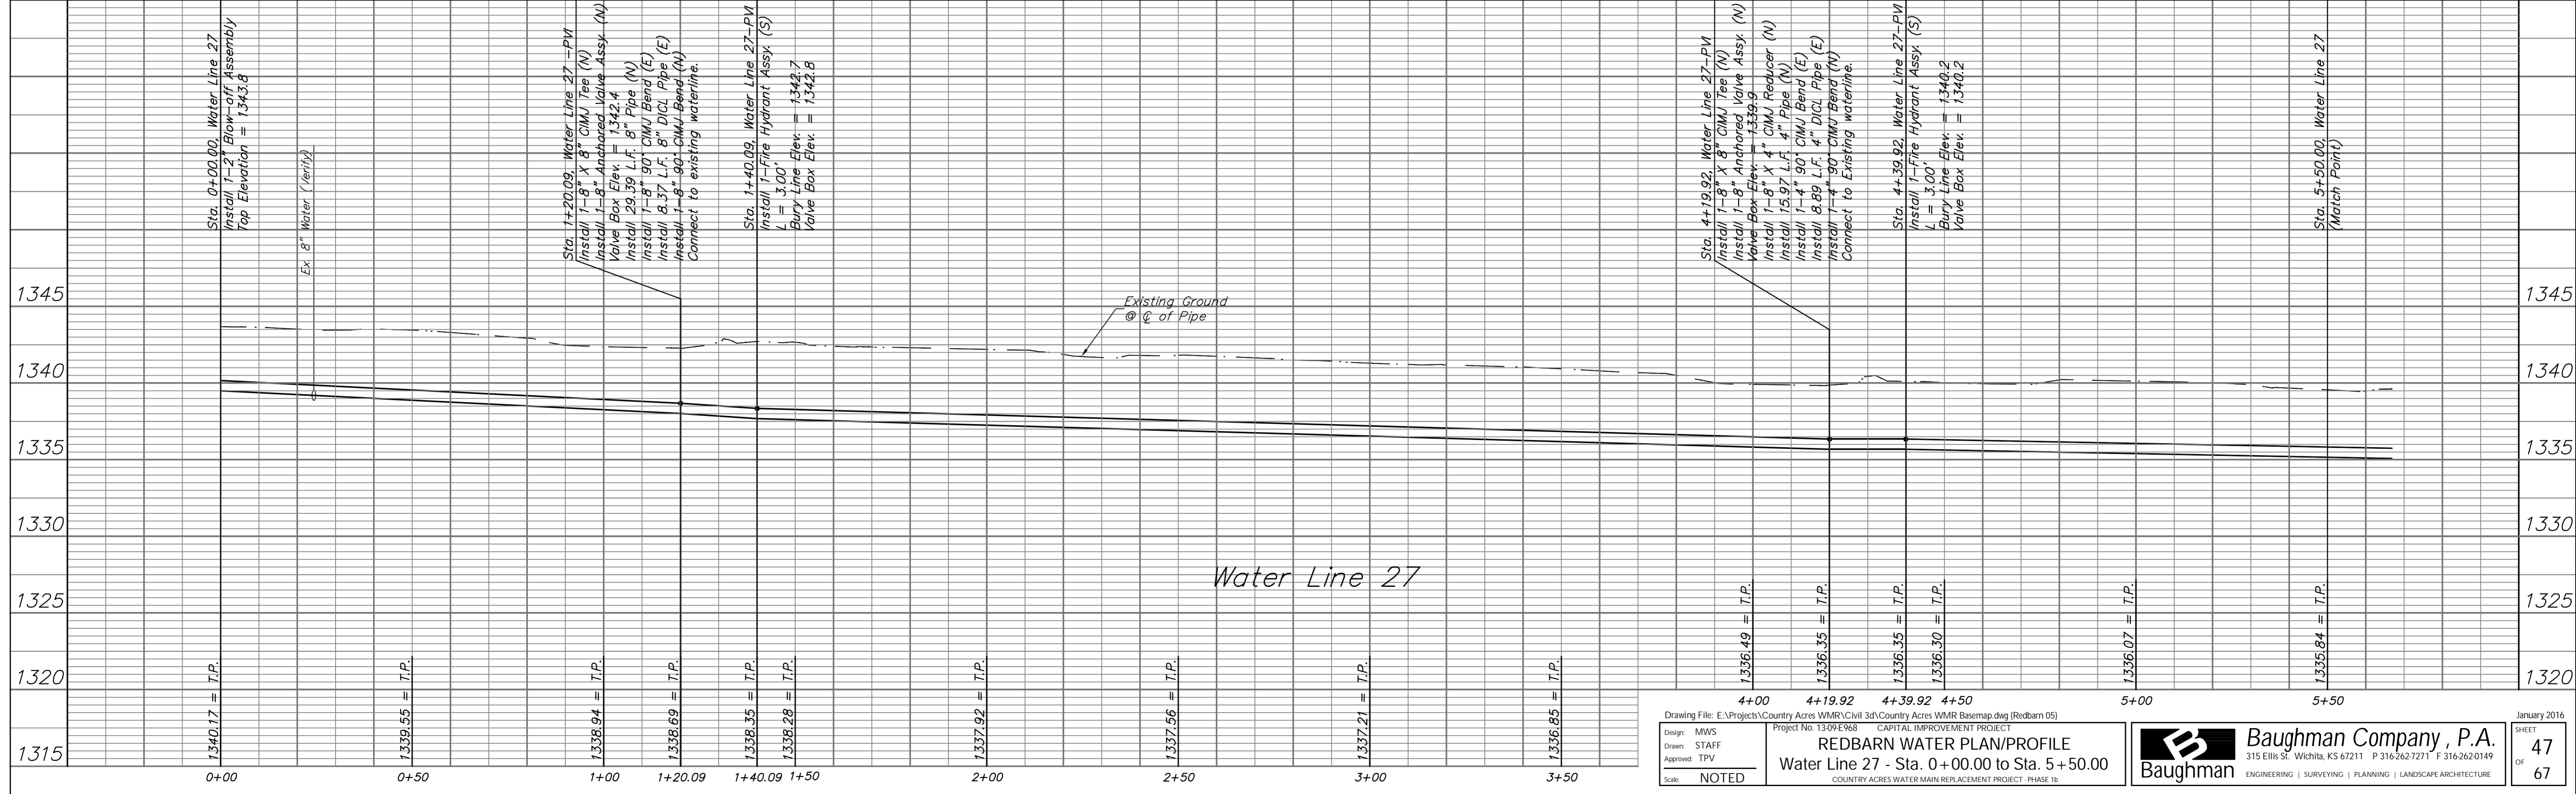 Sta. 0+00.00, Water Line 27
Install 1-2" Blow-off Assembly
Top Elevation = 1343.8
Ex. 8" Water (Verify)
Sta. 1+20.09, Water Line 27-PVI
Install 1-8" X 8" CIMJ Tee (N)
Install 1-8" Anchored Valve Assy. (N)
Valve Box Elev. = 1342.4
Install 29.39 L.F. 8" Pipe (N)
Install 1-8" 90° CIMJ Bend (E)
Install 8.37 L.F. 8" DICL Pipe (E)
Install 1-8" 90° CIMJ Bend (N)
Connect to existing waterline.
Sta. 1+40.09, Water Line 27-PVI
Install 1-Fire Hydrant Assy. (S)
L = 3.00'
Bury Line Elev. = 1342.7
Valve Box Elev. = 1342.8
Sta. 4+19.92, Water Line 27-PVI
Install 1-8" X 8" CIMJ Tee (N)
Install 1-8" Anchored Valve Assy. (N)
Valve Box Elev. = 1339.9
Install 1-8" X 4" CIMJ Reducer (N)
Install 15.97 L.F. 4" Pipe (N)
Install 1-4" 90° CIMJ Bend (E)
Install 8.89 L.F. 4" DICL Pipe (E)
Install 1-4" 90° CIMJ Bend (N)
Connect to Existing waterline.
Sta. 4+39.92, Water Line 27-PVI
Install 1-Fire Hydrant Assy. (S)
L = 3.00'
Bury Line Elev. = 1340.2
Valve Box Elev. = 1340.2
Sta. 5+50.00, Water Line 27
(Match Point)
1345
1345
Existing Ground
@ ℄ of Pipe
1340
1340
1335
1335
1330
1330
Water Line 27
1325
1325
1320
1320
1315
1340.17 = T.P.
1339.55 = T.P.
1338.94 = T.P.
1338.69 = T.P.
1338.35 = T.P.
1338.28 = T.P.
1337.92 = T.P.
1337.56 = T.P.
1337.21 = T.P.
1336.85 = T.P.
1336.49 = T.P.
1336.35 = T.P.
1336.35 = T.P.
1336.30 = T.P.
1336.07 = T.P.
1335.84 = T.P.
0+00
0+50
1+00
1+20.09
1+40.09
1+50
2+00
2+50
3+00
3+50
4+00
4+19.92
4+39.92
4+50
5+00
5+50
Drawing File: E:\Projects\Country Acres WMR\Civil 3d\Country Acres WMR Basemap.dwg (Redbarn 05)
January 2016
Design: MWS
Drawn: STAFF
Approved: TPV
Scale: NOTED
Project No. 13-09-E968 CAPITAL IMPROVEMENT PROJECT
REDBARN WATER PLAN/PROFILE
Water Line 27 - Sta. 0+00.00 to Sta. 5+50.00
COUNTRY ACRES WATER MAIN REPLACEMENT PROJECT - PHASE 1b
Baughman
Baughman Company, P.A.
315 Ellis St. Wichita, KS 67211 P 316-262-7271 F 316-262-0149
ENGINEERING | SURVEYING | PLANNING | LANDSCAPE ARCHITECTURE
SHEET
47
OF
67